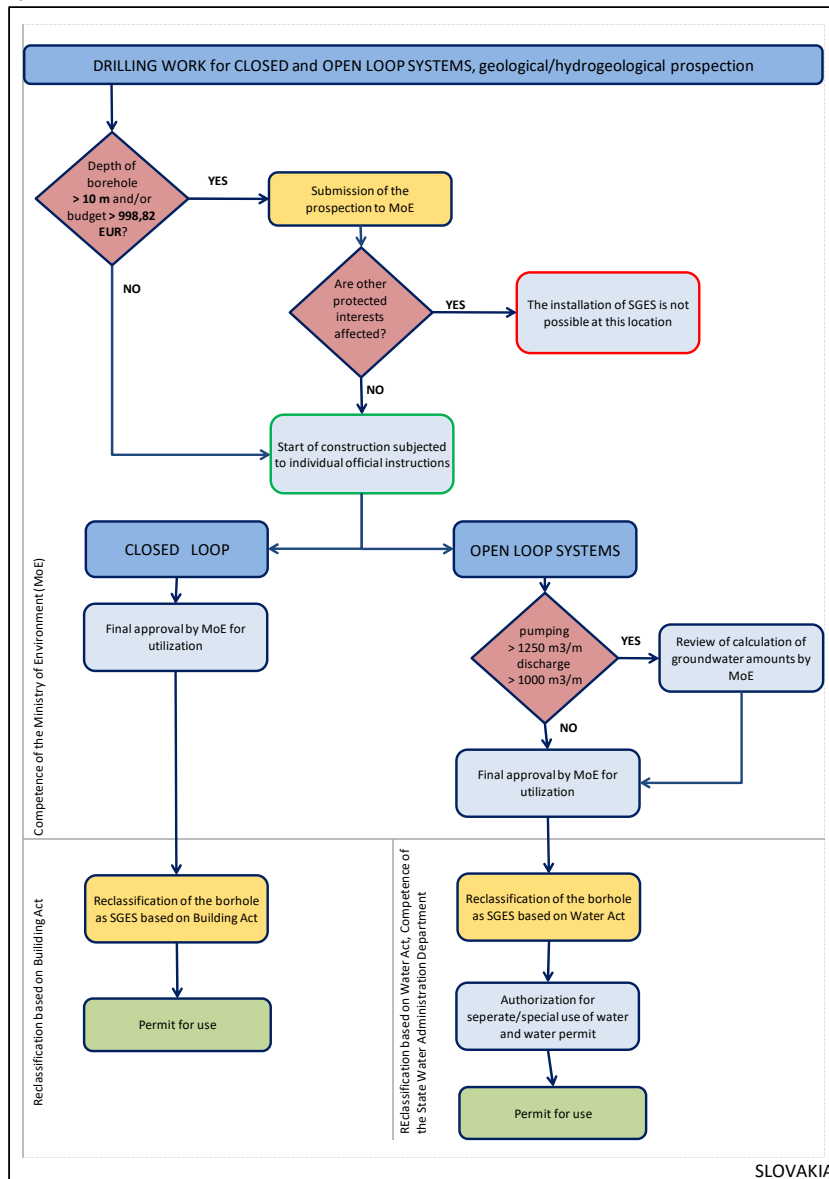 DRILLING WORK for CLOSED and OPEN LOOP SYSTEMS, geological/hydrogeological prospection
Depth of
borehole
> 10 m and/or
budget > 998,82
EUR?
YES
Submission of the
prospection to MoE
NO
Are other
protected
interests
affected?
YES
The installation of SGES is not
possible at this location
NO
Start of construction subjected
to individual official instructions
CLOSED LOOP
OPEN LOOP SYSTEMS
Final approval by MoE for
utilization
pumping
> 1250 m3/m
discharge
> 1000 m3/m
YES
Review of calculation of
groundwater amounts by
MoE
NO
Final approval by MoE for
utilization
Competence of the Ministry of Environment (MoE)
Reclassification based on Builiding Act
Reclassification of the borhole
as SGES based on Building Act
Permit for use
REclassification based on Water Act, Competence of
the State Water Administration Department
Reclassification of the borhole
as SGES based on Water Act
Authorization for
seperate/special use of water
and water permit
Permit for use
SLOVAKIA